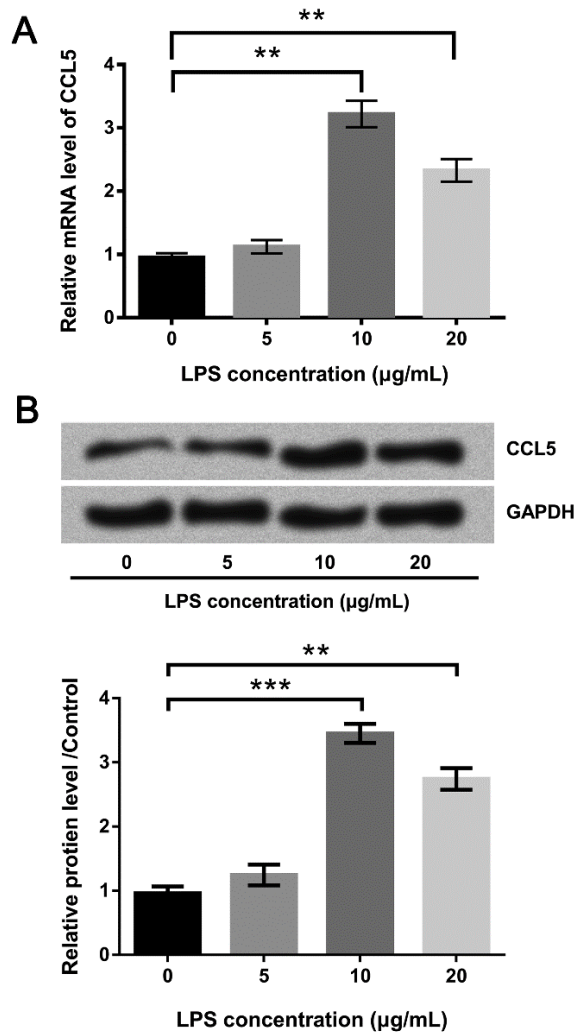 A
**
**
Relative mRNA level of CCL5
4
3
2
1
0
0 5 10 20
LPS concentration (µg/mL)
B
CCL5
GAPDH
0 5 10 20
LPS concentration (µg/mL)
**
***
Relative protien level /Control
4
3
2
1
0
0 5 10 20
LPS concentration (µg/mL)